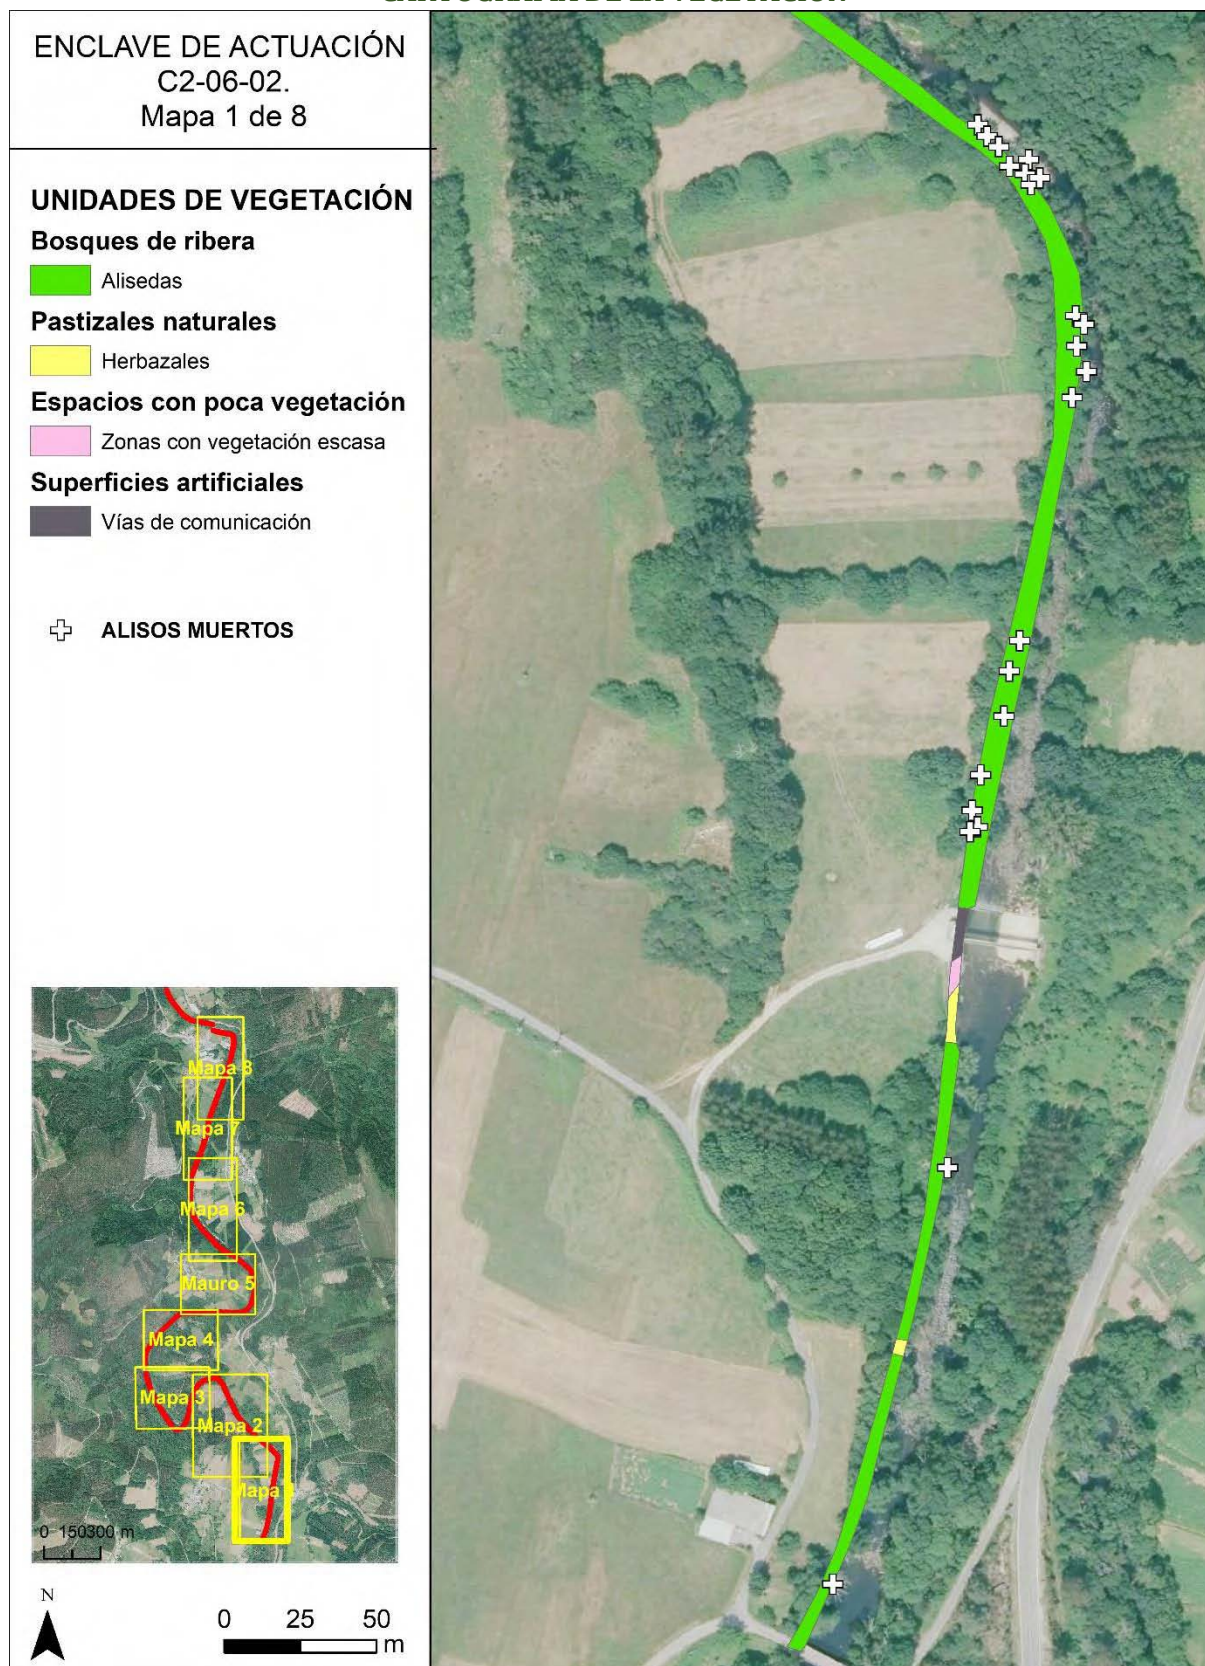 ENCLAVE DE ACTUACIÓN
C2-06-02.
Mapa 1 de 8
UNIDADES DE VEGETACIÓN
Bosques de ribera
Alisedas
Pastizales naturales
Herbazales
Espacios con poca vegetación
Zonas con vegetación escasa
Superficies artificiales
Vías de comunicación
ALISOS MUERTOS
Mapa 8
Mapa 7
Mapa 6
Mauro 5
Mapa 4
Mapa 3
Mapa 2
Mapa 1
0 150300 m
N
0 25 50
m